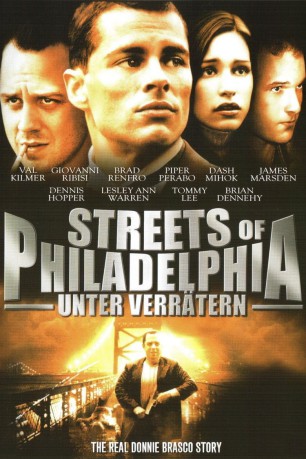 VAL KILMER GIOVANNI RIBISI BRAD RENFRO PIPER PERABO DASH MIHOK JAMES MARSDEN
DENNIS HOPPER LESLEY ANN WARREN TOMMY LEE BRIAN DENNEHY
STREETS OF
PHILADELPHIA
UNTER VERRÄTERN
THE REAL DONNIE BRASCO STORY